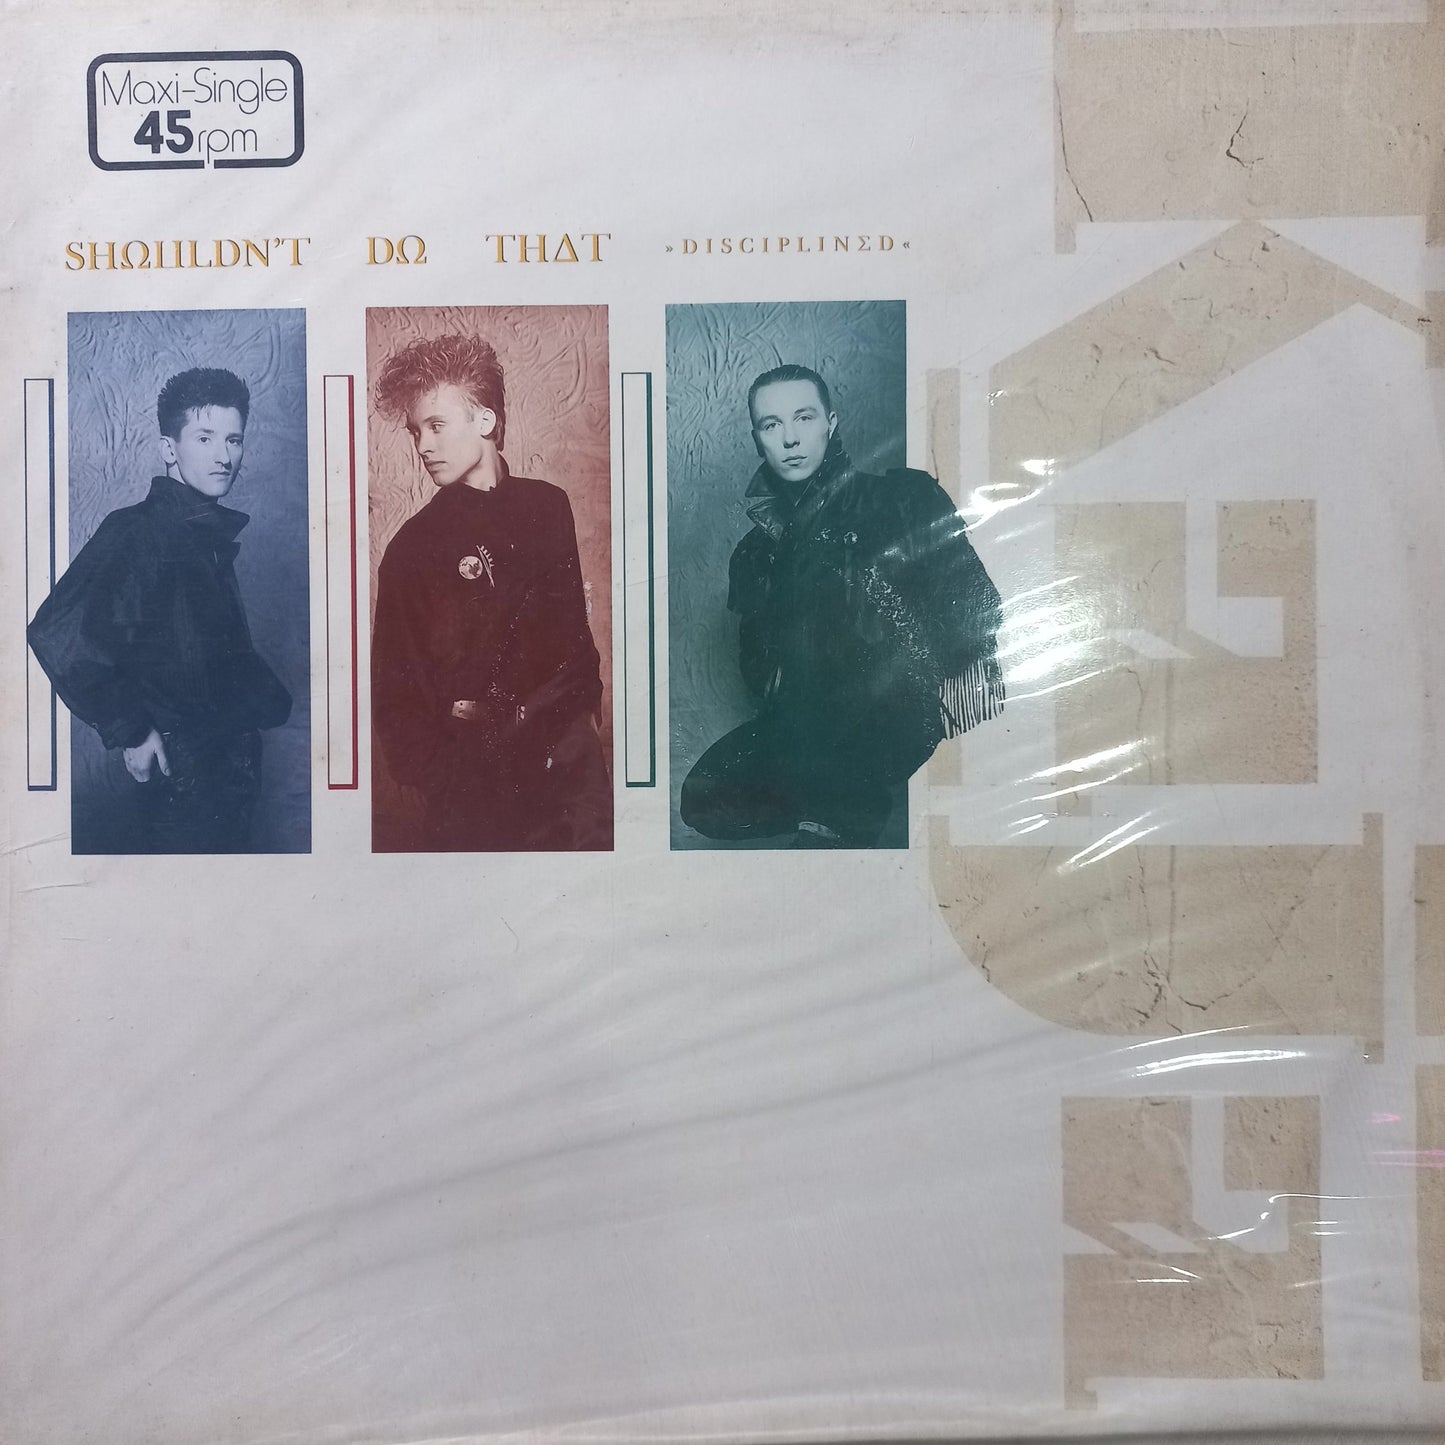 Maxi-Single
45rpm
SHΩULDN'T DΩ THΔT »DISCIPLINΣD«